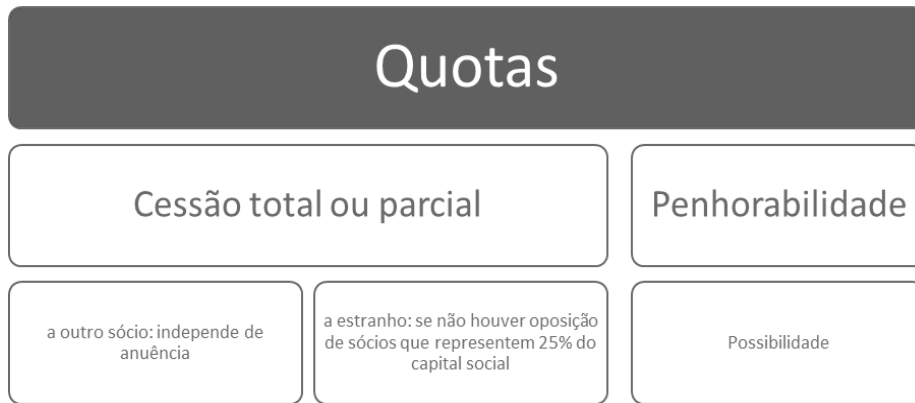 Quotas
Cessão total ou parcial
Penhorabilidade
a outro sócio: independe de
anuência
a estranho: se não houver oposição
de sócios que representem 25% do
capital social
Possibilidade